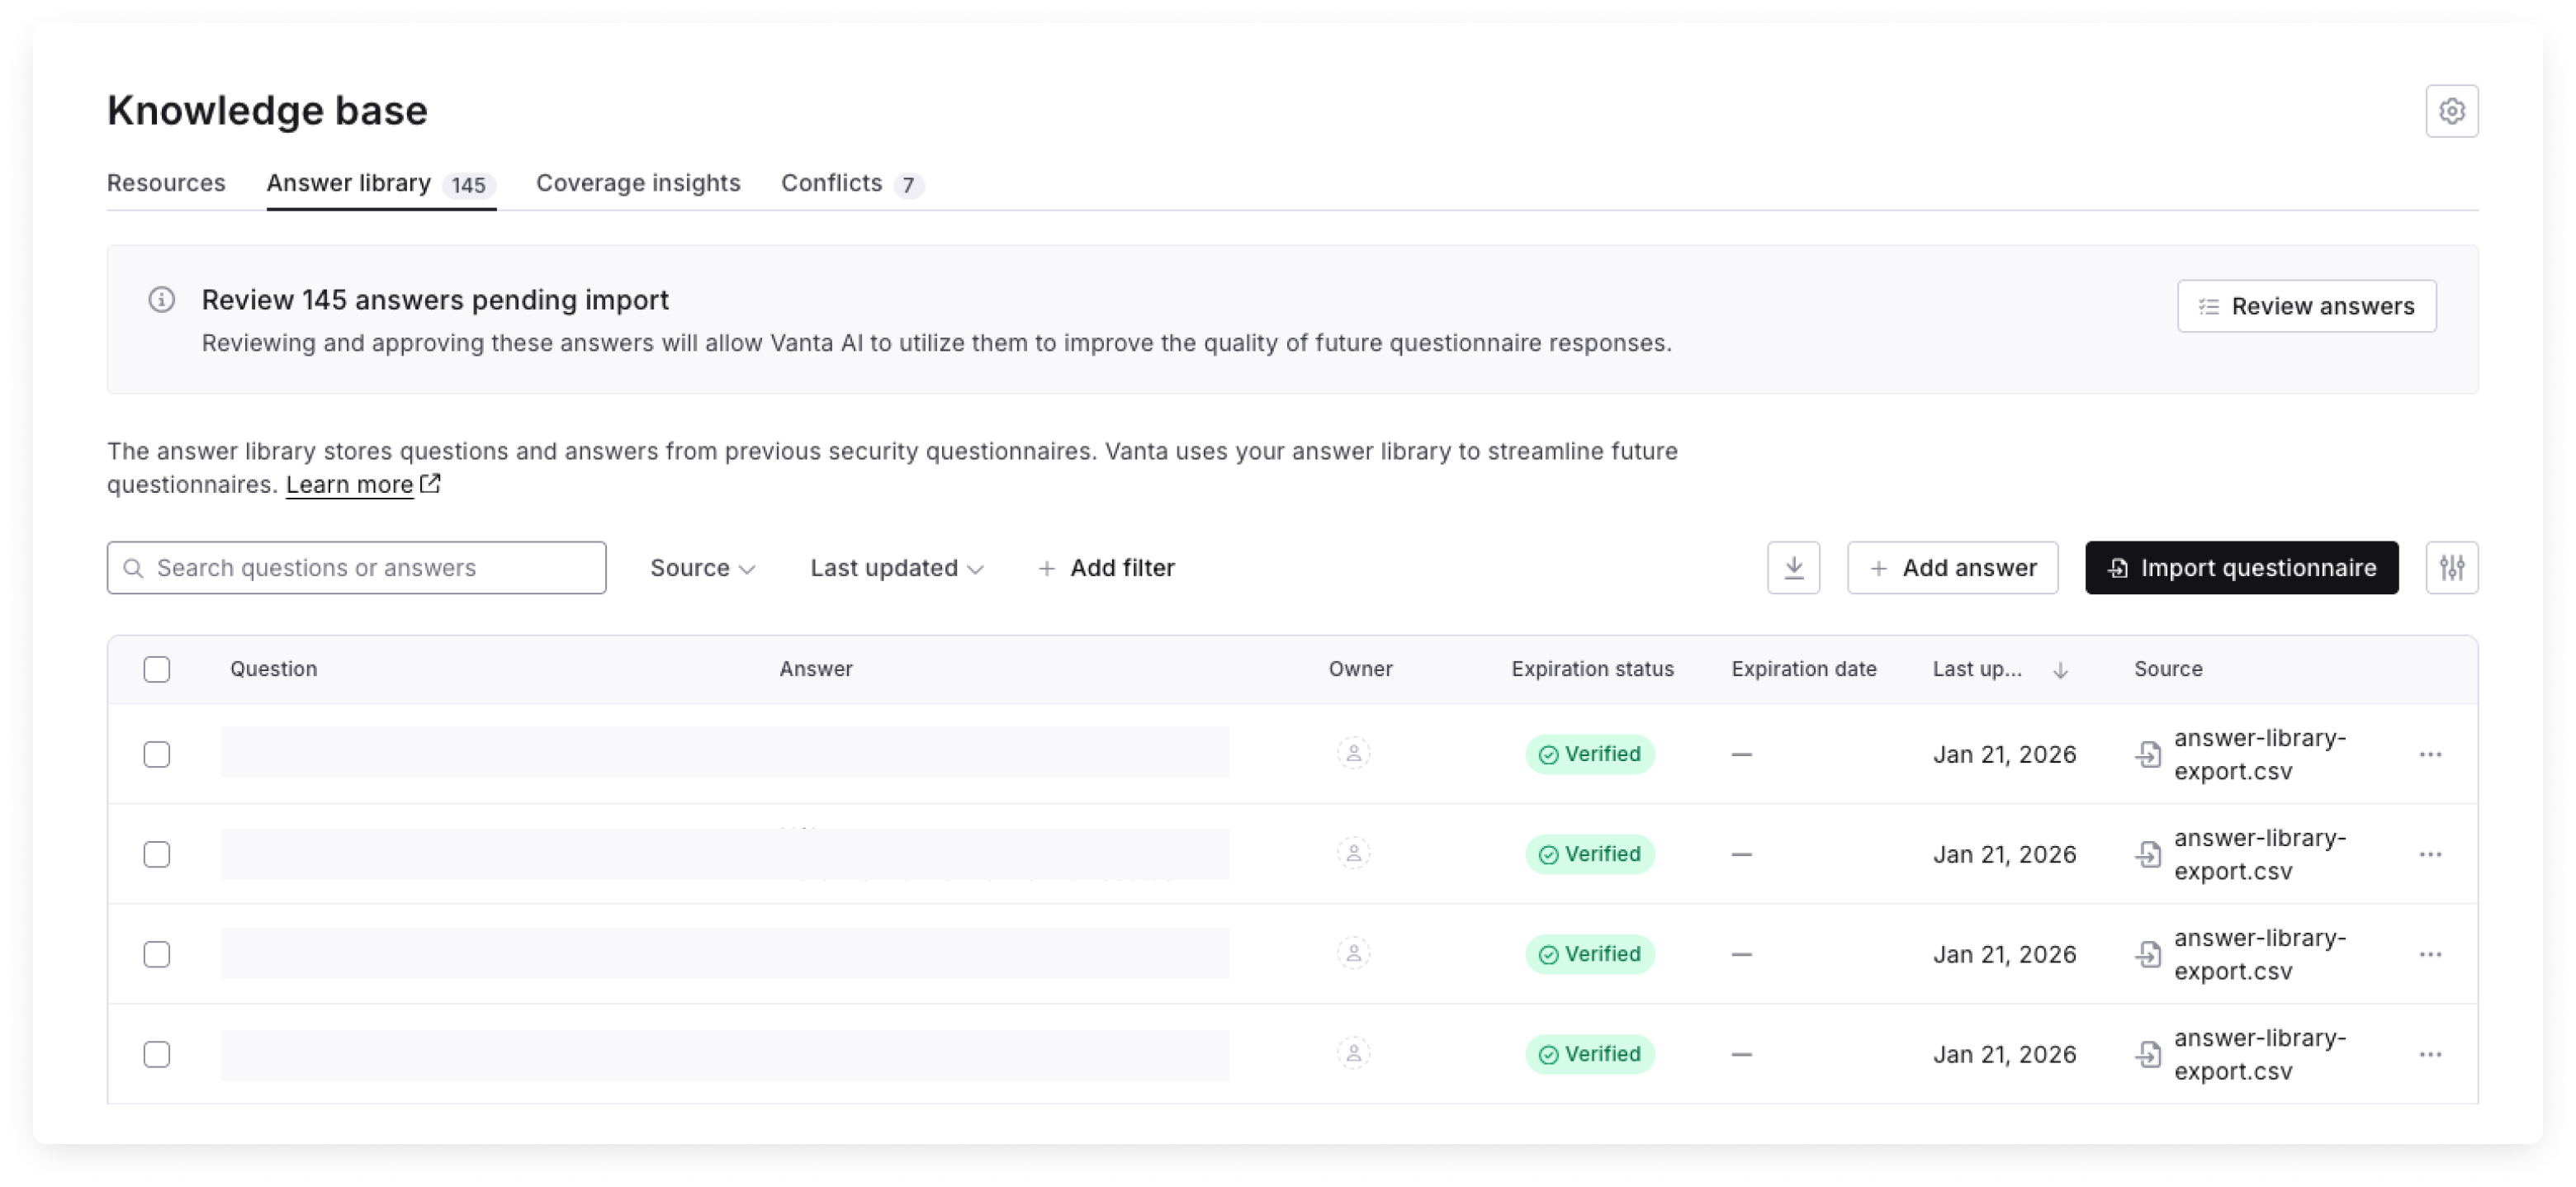 Knowledge base
Resources
Answer library 145
Coverage insights
Conflicts 7
Review 145 answers pending import
Reviewing and approving these answers will allow Vanta AI to utilize them to improve the quality of future questionnaire responses.
Review answers
The answer library stores questions and answers from previous security questionnaires. Vanta uses your answer library to streamline future
questionnaires. Learn more
Search questions or answers
Source
Last updated
+ Add filter
+ Add answer
Import questionnaire
Question
Answer
Owner
Expiration status
Expiration date
Last up...
Source
Verified
—
Jan 21, 2026
answer-library-
export.csv
Verified
—
Jan 21, 2026
answer-library-
export.csv
Verified
—
Jan 21, 2026
answer-library-
export.csv
Verified
—
Jan 21, 2026
answer-library-
export.csv